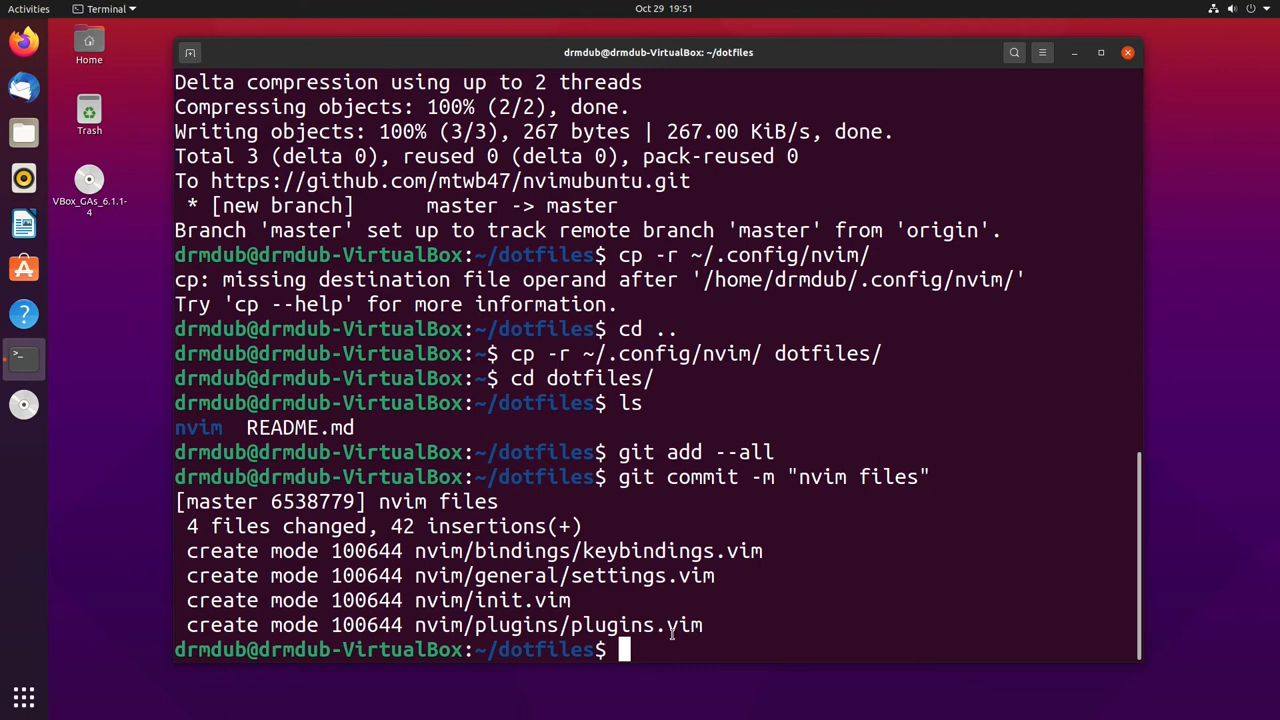 Activities
Terminal
Oct 29 19:51
Home
Trash
VBox_GAs_6.1.1-
4
drmdub@drmdub-VirtualBox: ~/dotfiles
Delta compression using up to 2 threads
Compressing objects: 100% (2/2), done.
Writing objects: 100% (3/3), 267 bytes | 267.00 KiB/s, done.
Total 3 (delta 0), reused 0 (delta 0), pack-reused 0
To https://github.com/mtwb47/nvimubuntu.git
 * [new branch]      master -> master
Branch 'master' set up to track remote branch 'master' from 'origin'.
drmdub@drmdub-VirtualBox:~/dotfiles$ cp -r ~/.config/nvim/
cp: missing destination file operand after '/home/drmdub/.config/nvim/'
Try 'cp --help' for more information.
drmdub@drmdub-VirtualBox:~/dotfiles$ cd ..
drmdub@drmdub-VirtualBox:~$ cp -r ~/.config/nvim/ dotfiles/
drmdub@drmdub-VirtualBox:~$ cd dotfiles/
drmdub@drmdub-VirtualBox:~/dotfiles$ ls
nvim  README.md
drmdub@drmdub-VirtualBox:~/dotfiles$ git add --all
drmdub@drmdub-VirtualBox:~/dotfiles$ git commit -m "nvim files"
[master 6538779] nvim files
 4 files changed, 42 insertions(+)
 create mode 100644 nvim/bindings/keybindings.vim
 create mode 100644 nvim/general/settings.vim
 create mode 100644 nvim/init.vim
 create mode 100644 nvim/plugins/plugins.vim
drmdub@drmdub-VirtualBox:~/dotfiles$